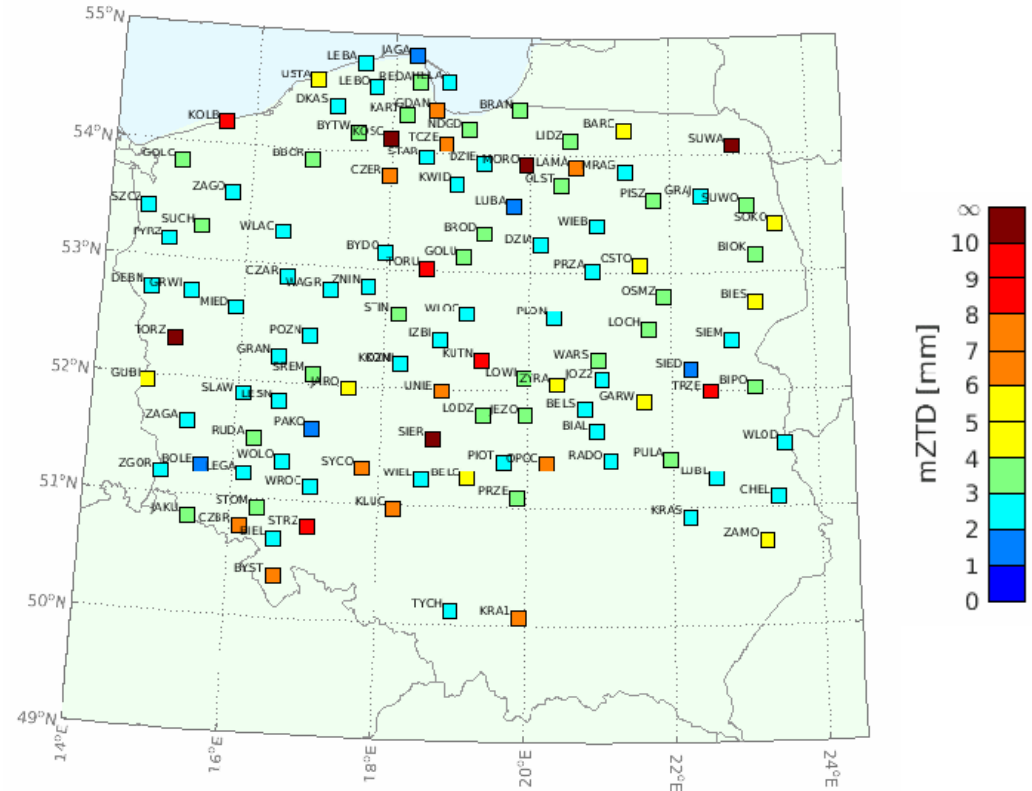 55°N
JAGA
LEBA
USTA
LEBO
REDA
HLLA
DKAS
GDAN
KART
BRAN
KOLB
BYTW
KOSC
NDGD
BARC
54°N
TCZE
LIDZ
SUWA
GOLC
STAR
DZIE
MORO
LAMA
MRAG
CZER
KWID
OLST
ZAGO
PISZ
GRAJ
SUWO
SZCZ
LUBA
SUCH
WLAC
BROD
WIEB
SOKO
PYRZ
DZIA
53°N
BYDG
GOLU
BIOK
TORU
PRZA
CSTO
CZAR
DEBN
GRWI
WAGR
ZNIN
OSMZ
BIES
MIED
WLOC
PLON
TORZ
POZN
IZBI
LOCH
SIEM
GRAN
KUTN
WARS
52°N
SREM
LOWI
SIED
GUBI
JARO
ZYRA
JOZZ
TRZE
BIPO
SLAW
LESN
UNIE
GARW
ZAGA
LODZ
JEZO
BELS
PAKO
RUDA
SIER
BIAL
WLOD
ZGOR
BOLE
WOLO
SYCO
PIOT
OPOC
RADO
PULA
LEGA
WIEL
BELC
LUBL
51°N
WROC
CHEL
STOM
PRZE
JAKU
KLUC
KRAS
CZBR
STRZ
BIEL
ZAMO
BYST
50°N
TYCH
KRA1
49°N
14°E
16°E
18°E
20°E
22°E
24°E
∞
10
9
8
7
6
5
4
3
2
1
0
mZTD [mm]